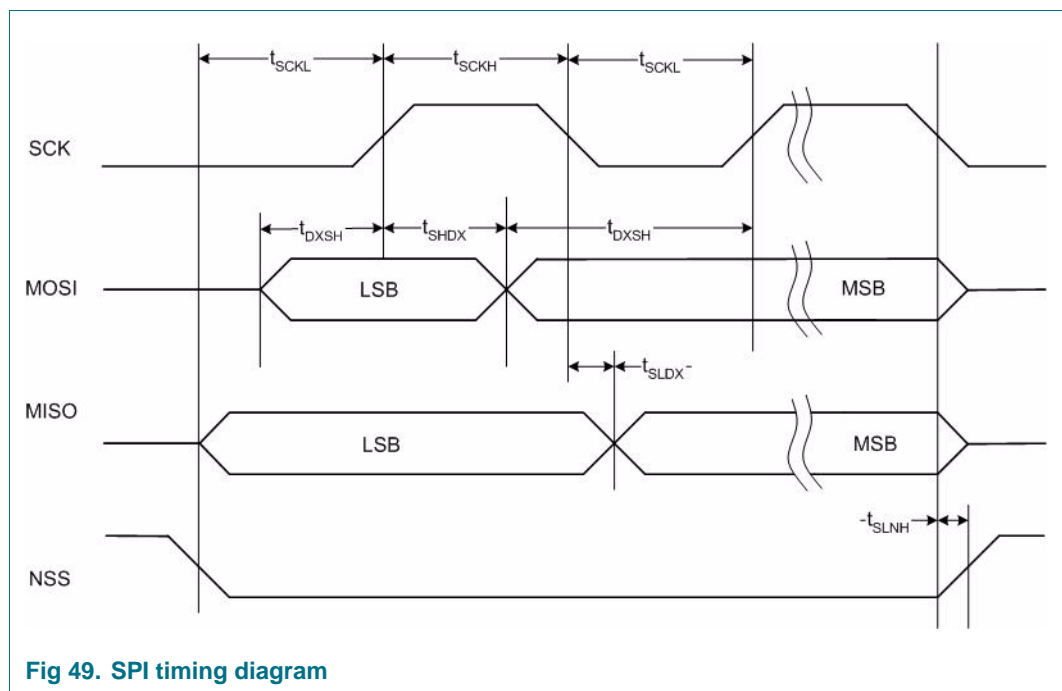 tSCKL tSCKH tSCKL
SCK
tDXSH tSHDX tDXSH
MOSI LSB MSB
tSLDX-
MISO
LSB MSB
-tSLNH
NSS
Fig 49. SPI timing diagram